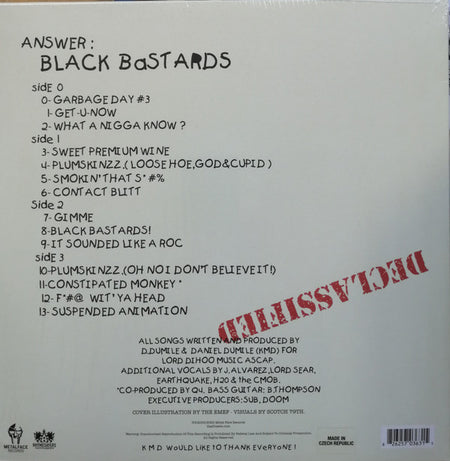 ANSWER:
BLACK BaSTARDS
SidE 0
0- GARBAGE DAY #3
1- GET-U-NOW
2- WHAT A NIGGA KNOW?
side 1
3- SWEET PREMIUM WINE
4- PLUMSKINZZ.(LOOSE HOE,GOD&CUPID)
5- SMOKIN' THAT S*#%
6- CONTACT BLITT
Side 2
7- GIMME
8-BLACK BASTARDS!
9- IT SOUNDED LIKE A ROC
side 3
10-PLUMSKINZZ.(OH NO I DON'T BELIEVE IT!)
11-CONSTIPATED MONKEY *
12- F*#@ WIT' YA HEAD
13- SUSPENDED ANIMATION
DECLASSIFIED
ALL SONGS WRITTEN AND PRODUCED BY
D.DUMILE & DANIEL DUMILE (KMD) FOR
LORD DIHOO MUSIC ASCAP.
ADDITIONAL VOCALS BY J. ALVAREZ, LORD SEAR,
EARTHQUAKE, H2O & the CMOB.
*CO-PRODUCED BY QU. BASS GUITAR: B.THOMPSON
EXECUTIVE PRODUCERS: SUB, DOOM
COVER ILLUSTRATION BY THE EMEF - VISUALS BY SCOTCH 79TH.
METALFACE
RECORDS
KMD WOULD LIKE TO THANK EVERYONE!
MADE IN
CZECH REPUBLIC